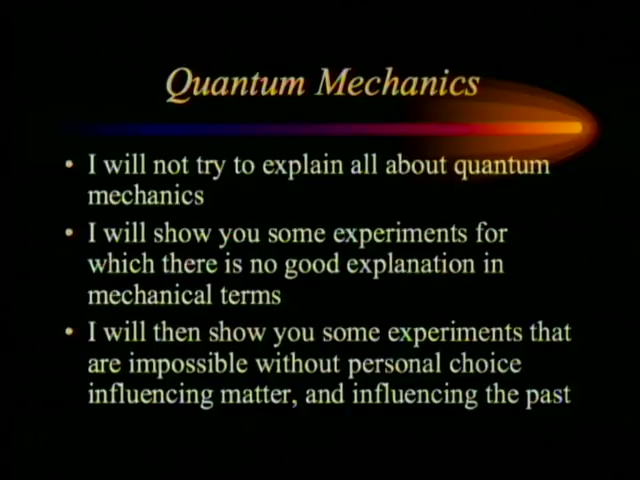 Quantum Mechanics
• I will not try to explain all about quantum
mechanics
• I will show you some experiments for
which there is no good explanation in
mechanical terms
• I will then show you some experiments that
are impossible without personal choice
influencing matter, and influencing the past